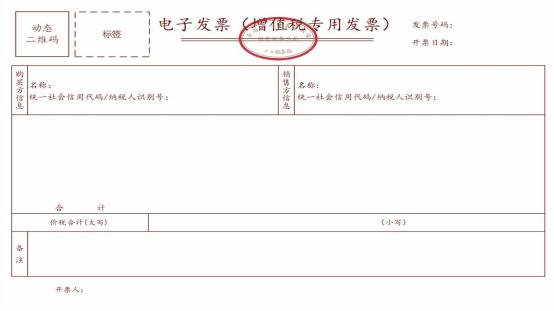 动态
二维码
标签
电子发票（增值税专用发票）
发票号码：
开票日期：
购买方信息
名称：
统一社会信用代码/纳税人识别号：
销售方信息
名称：
统一社会信用代码/纳税人识别号：
合 计
价税合计(大写)
(小写)
备注
开票人：